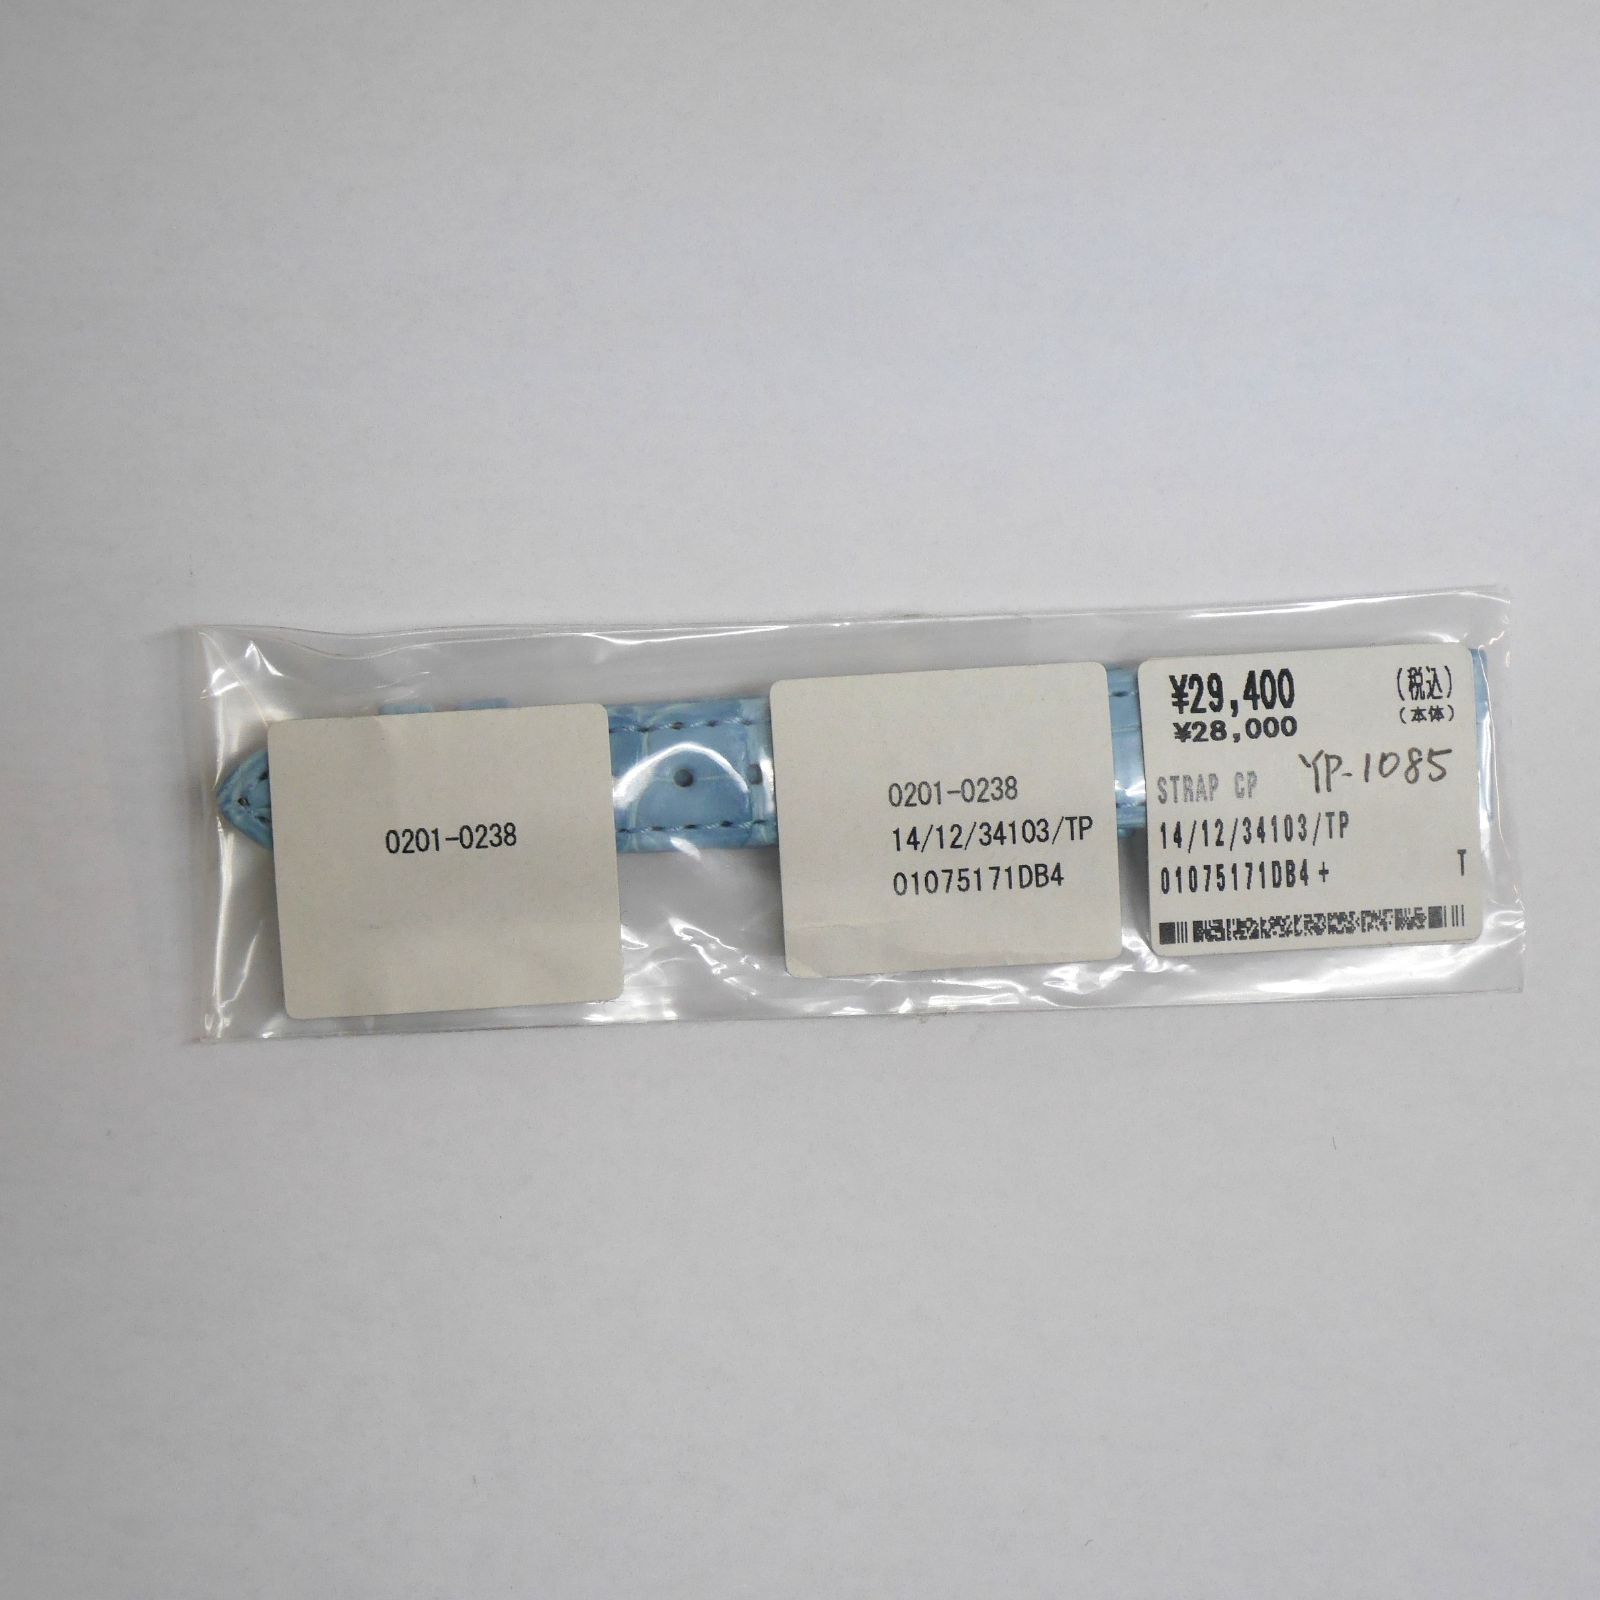 0201-0238
0201-0238
14/12/34103/TP
01075171DB4
¥29,400 (税込)
¥28,000 (本体)
STRAP CP YP-1085
14/12/34103/TP
01075171DB4+ T